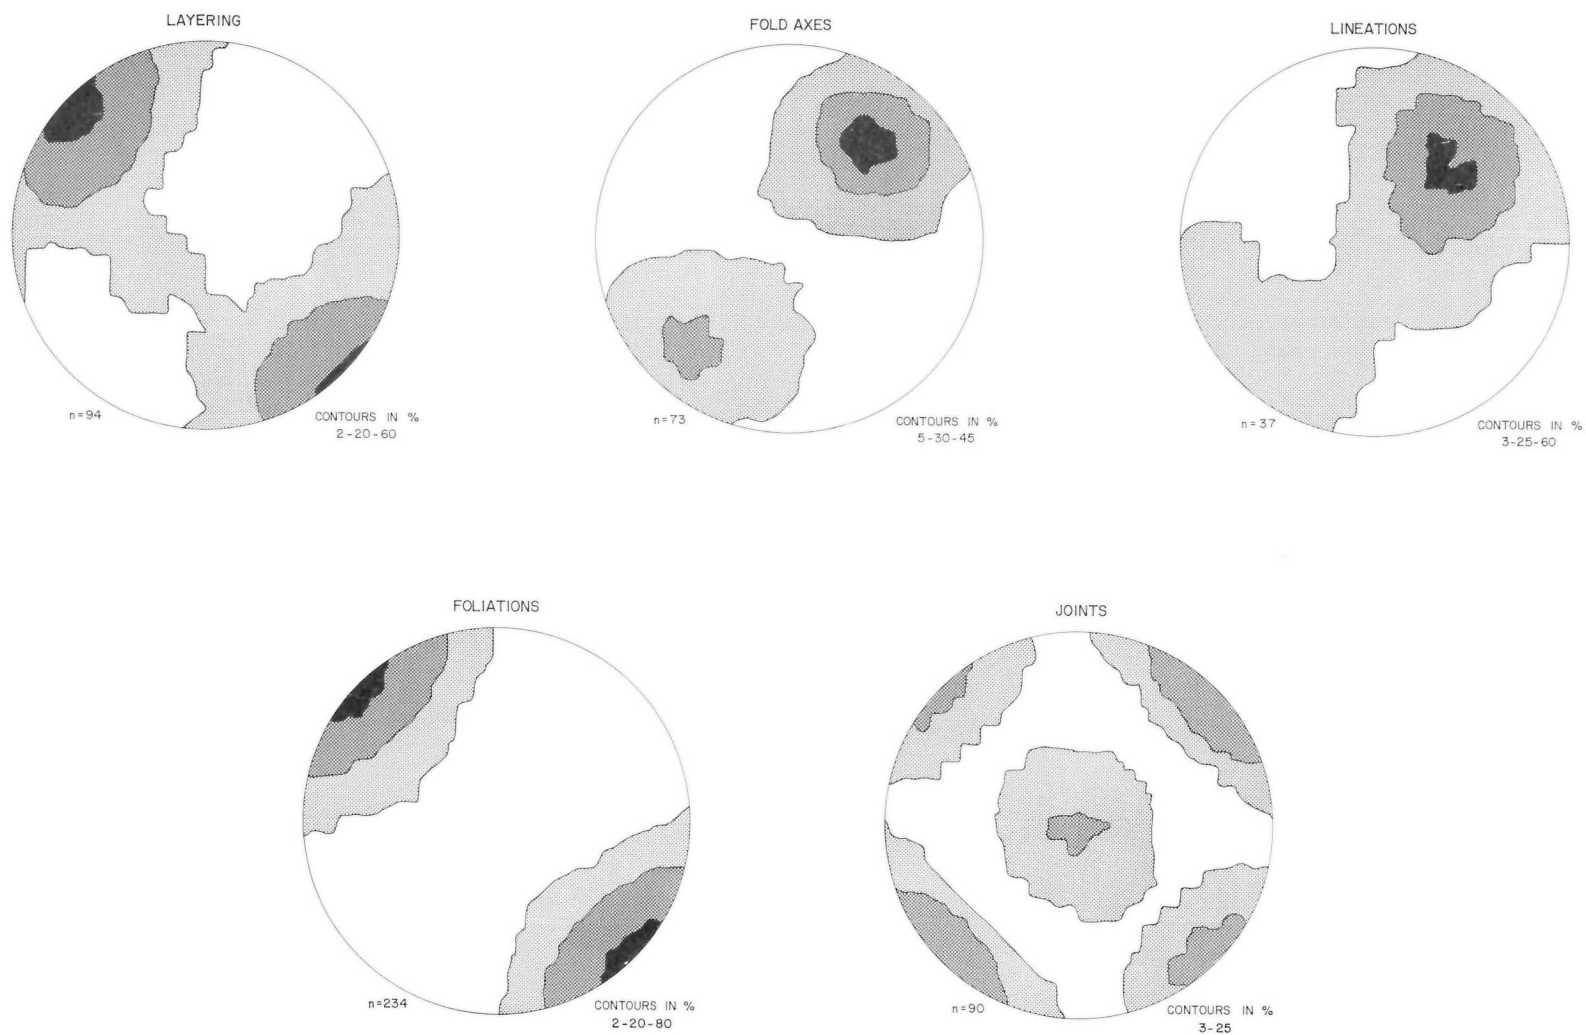 LAYERING
n=94
CONTOURS IN %
2-20-60
FOLD AXES
n=73
CONTOURS IN %
5-30-45
LINEATIONS
n=37
CONTOURS IN %
3-25-60
FOLIATIONS
n=234
CONTOURS IN %
2-20-80
JOINTS
n=90
CONTOURS IN %
3-25